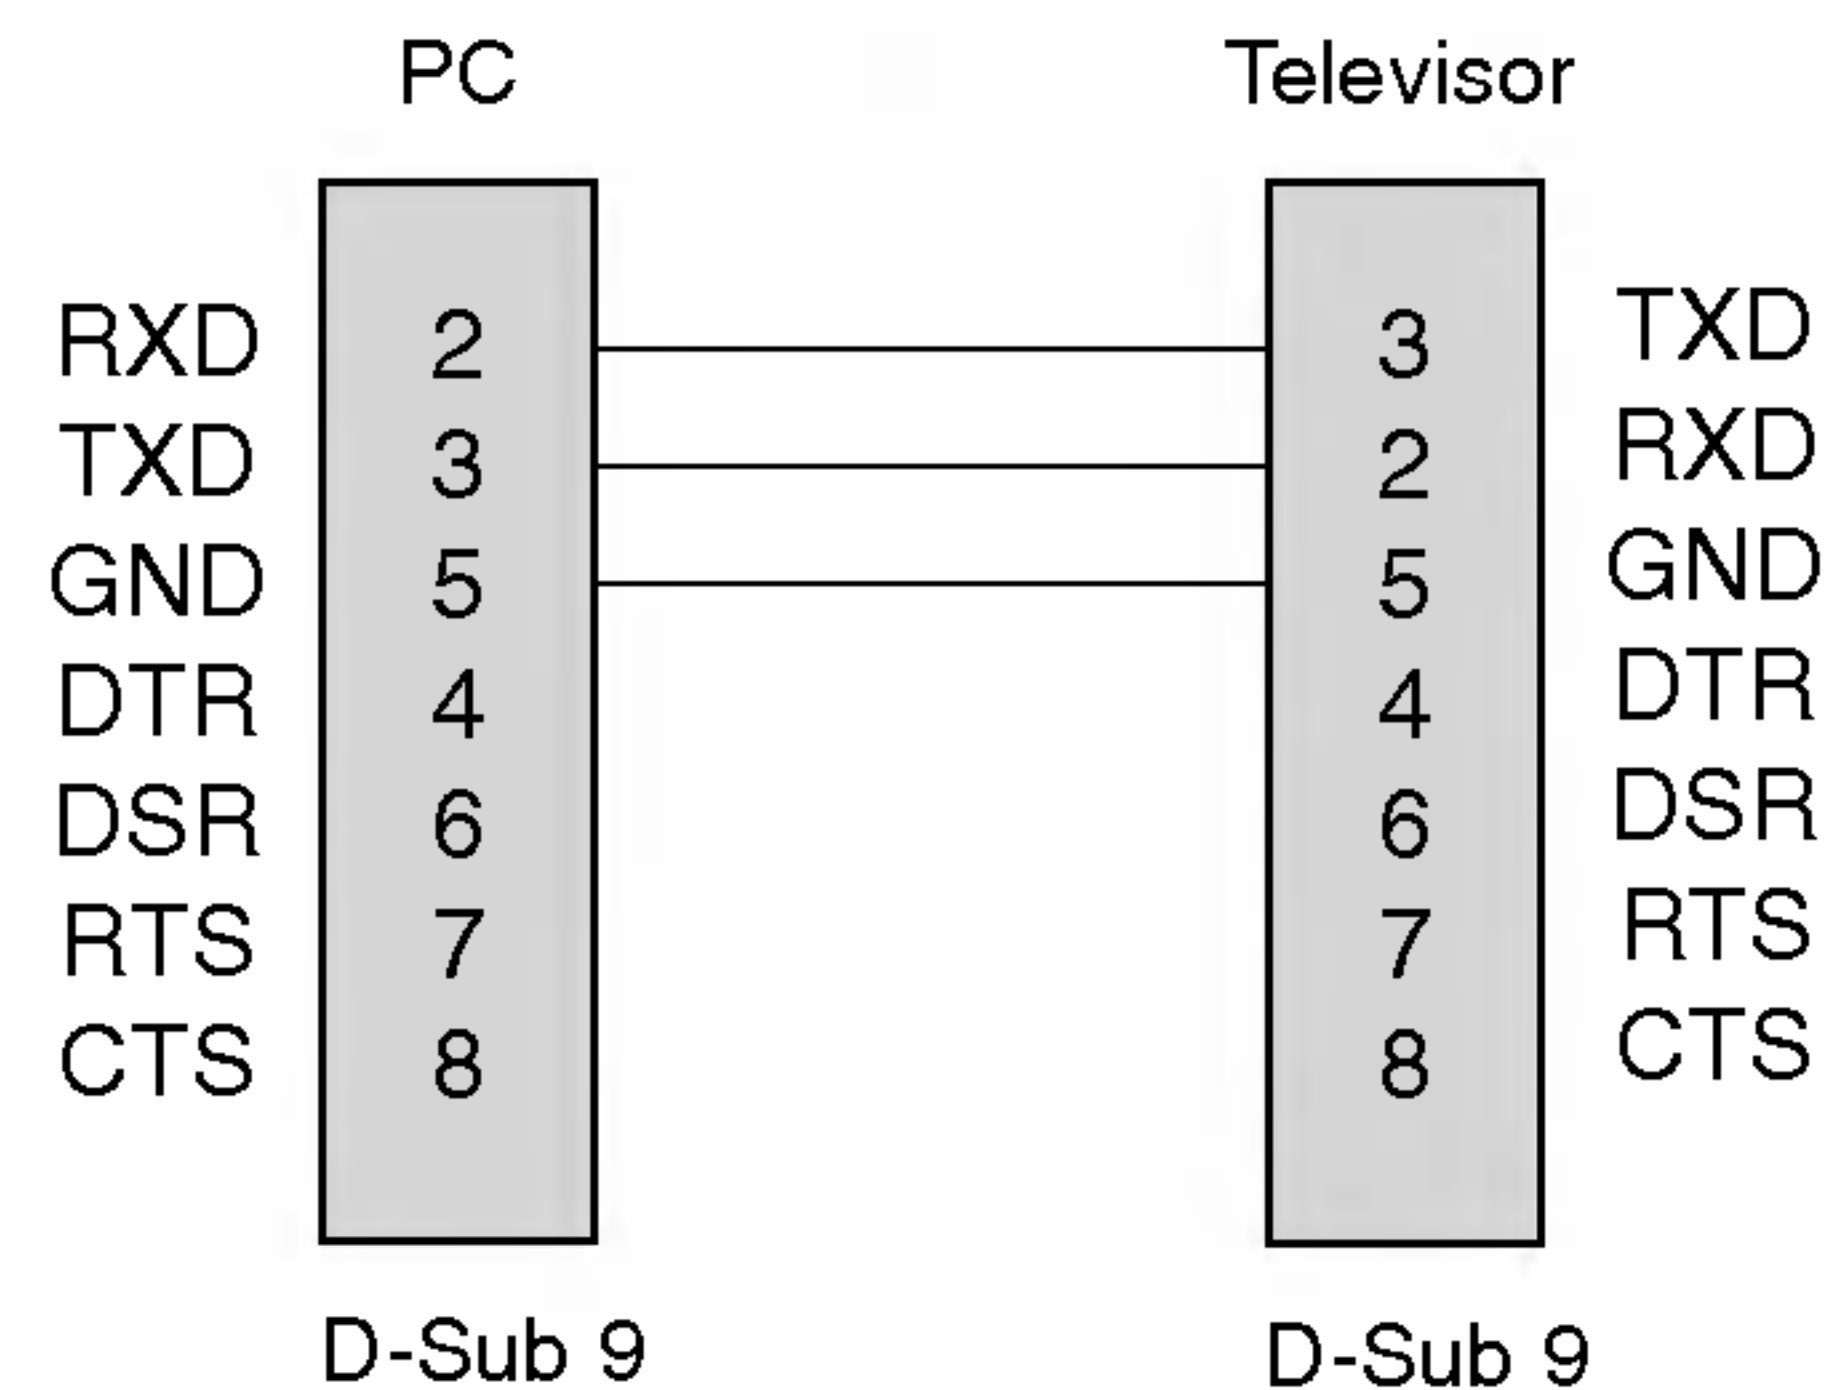 PC Televisor
RXD 2 3 TXD
TXD 3 2 RXD
GND 5 5 GND
DTR 4 4 DTR
DSR 6 6 DSR
RTS 7 7 RTS
CTS 8 8 CTS
D-Sub 9 D-Sub 9